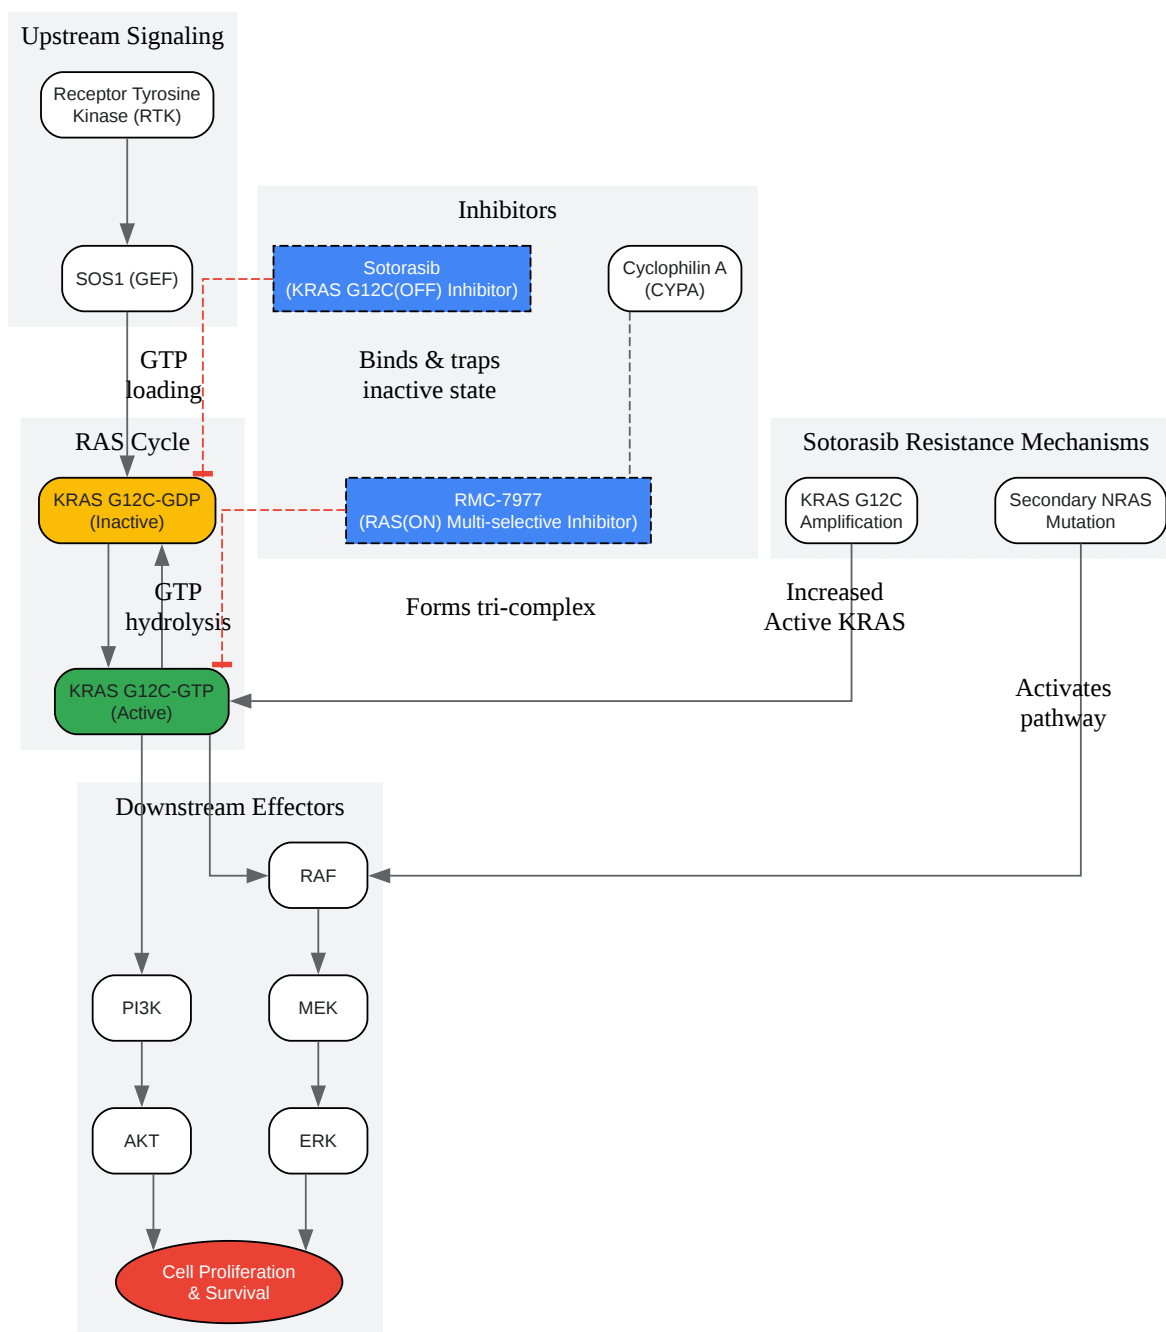 Upstream Signaling
Receptor Tyrosine
Kinase (RTK)
SOS1 (GEF)
GTP
loading
Inhibitors
Sotorasib
(KRAS G12C(OFF) Inhibitor)
Cyclophilin A
(CYPA)
Binds & traps
inactive state
RMC-7977
(RAS(ON) Multi-selective Inhibitor)
Forms tri-complex
RAS Cycle
KRAS G12C-GDP
(Inactive)
GTP
hydrolysis
KRAS G12C-GTP
(Active)
Sotorasib Resistance Mechanisms
KRAS G12C
Amplification
Secondary NRAS
Mutation
Increased
Active KRAS
Activates
pathway
Downstream Effectors
RAF
PI3K
MEK
AKT
ERK
Cell Proliferation
& Survival